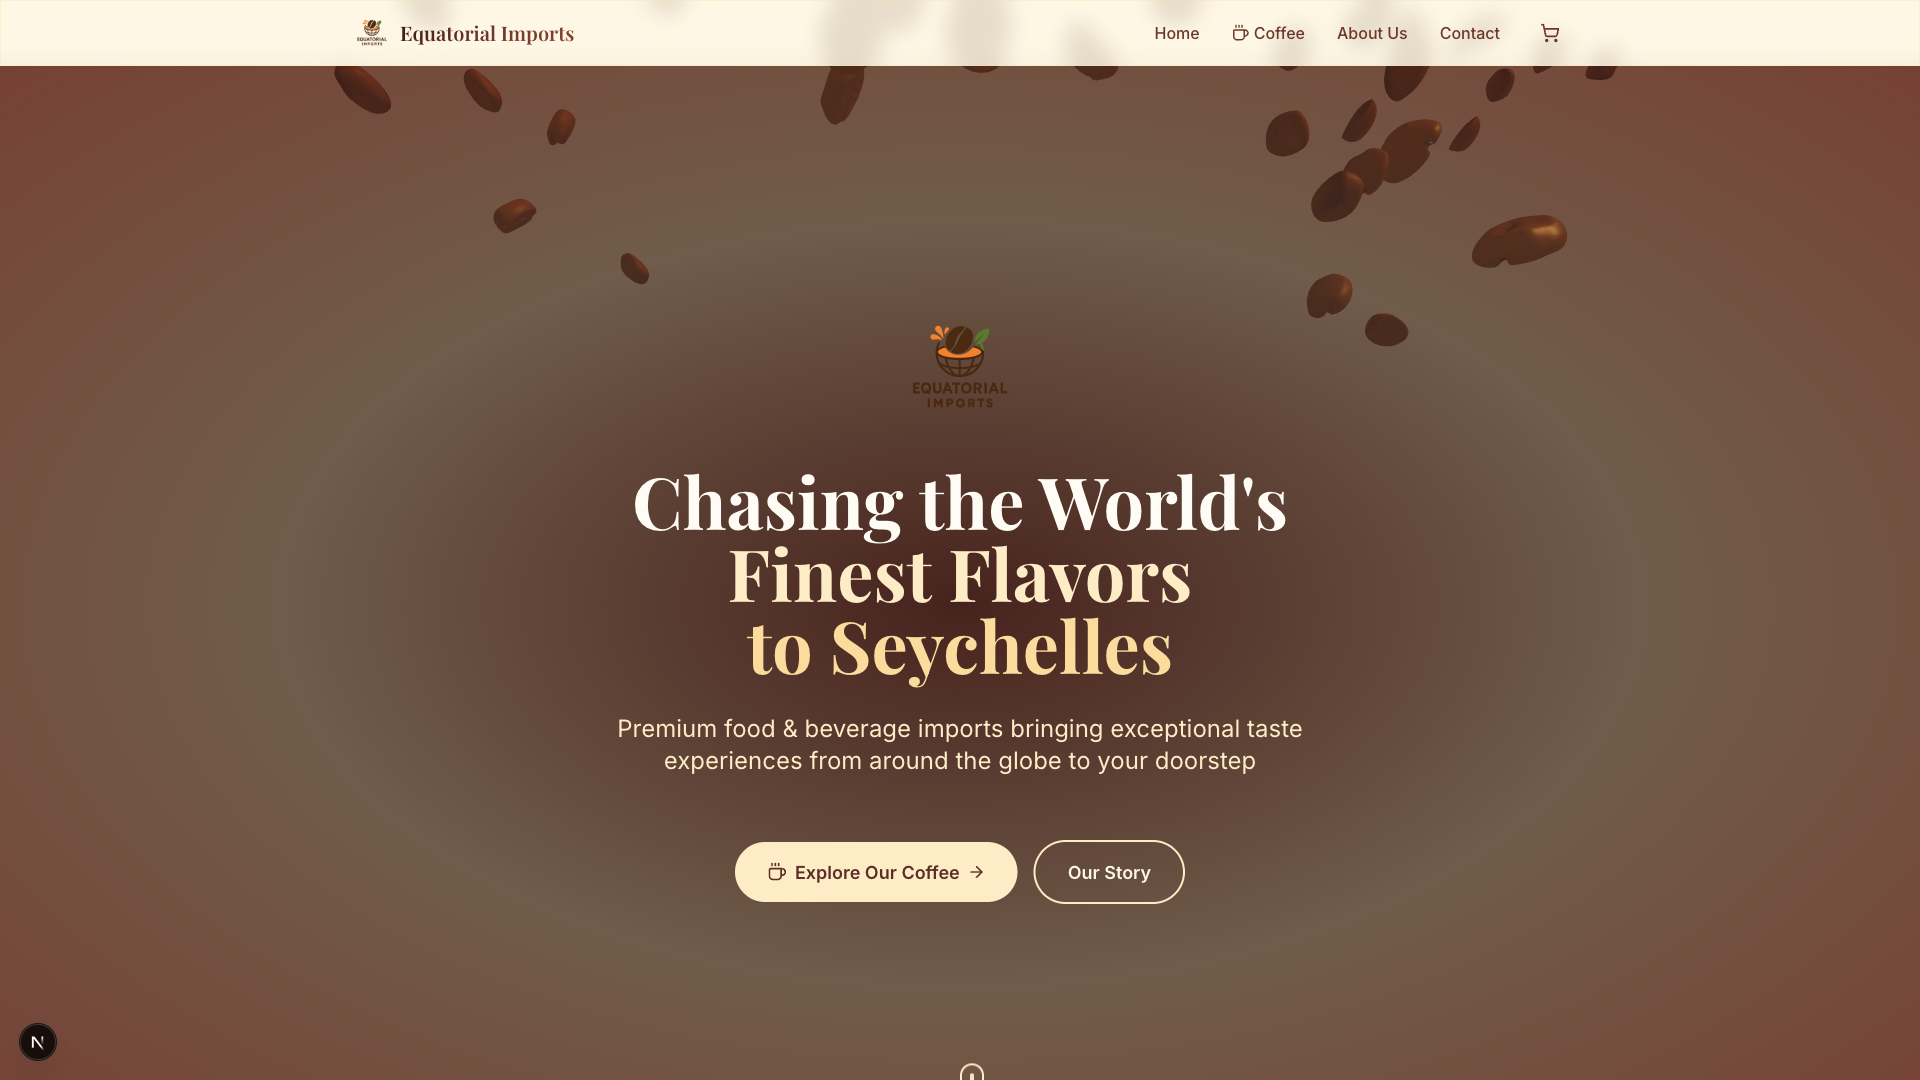 EQUATORIAL
IMPORTS
Equatorial Imports
Home
Coffee
About Us
Contact
EQUATORIAL
IMPORTS
Chasing the World's
Finest Flavors
to Seychelles
Premium food & beverage imports bringing exceptional taste
experiences from around the globe to your doorstep
Explore Our Coffee →
Our Story
N